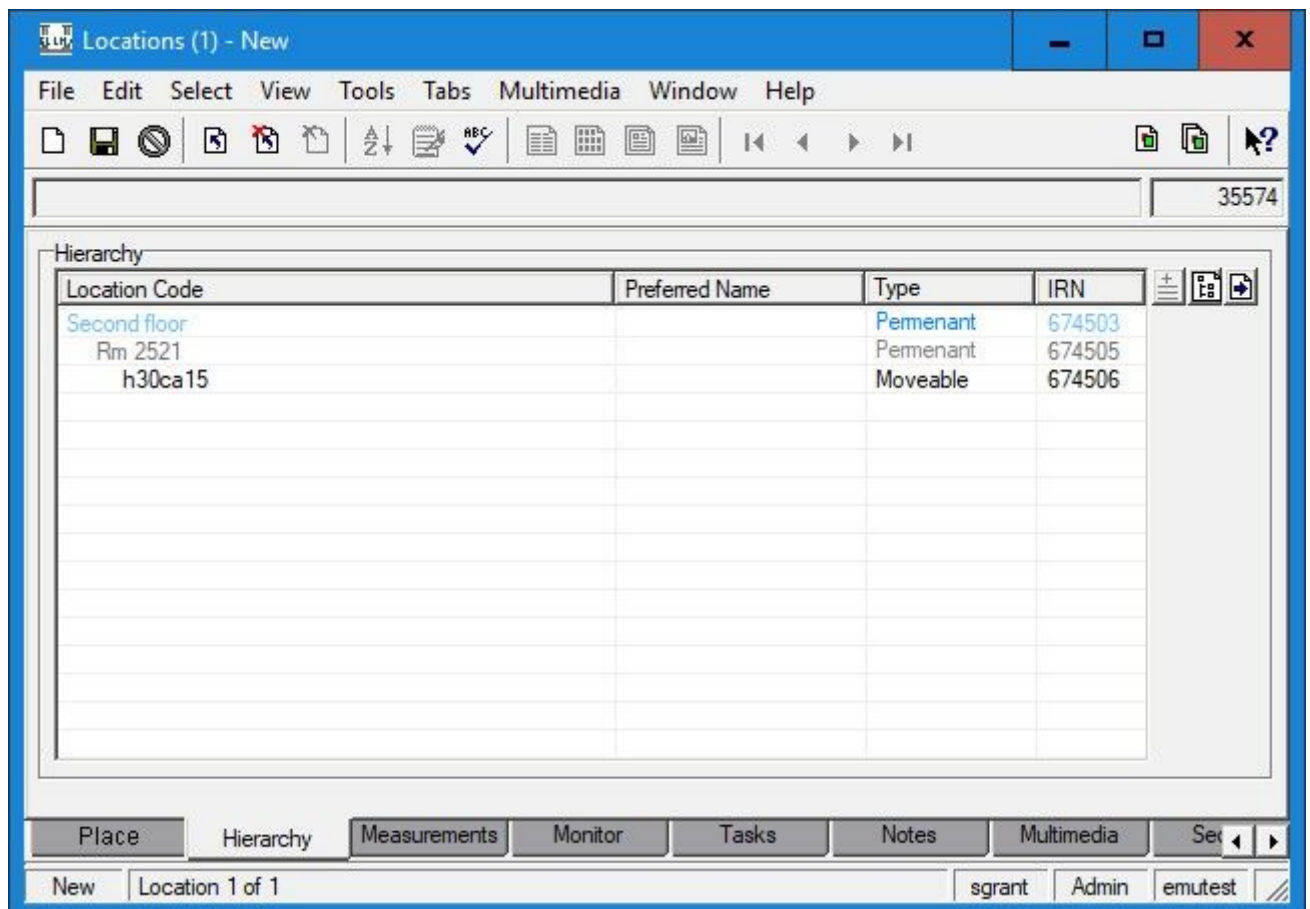 Locations (1) - New
File Edit Select View Tools Tabs Multimedia Window Help
35574
Hierarchy
Location Code Preferred Name Type IRN
Second floor Permenant 674503
Rm 2521 Permenant 674505
h30ca15 Moveable 674506
Place Hierarchy Measurements Monitor Tasks Notes Multimedia
New Location 1 of 1 sgrant Admin emutest